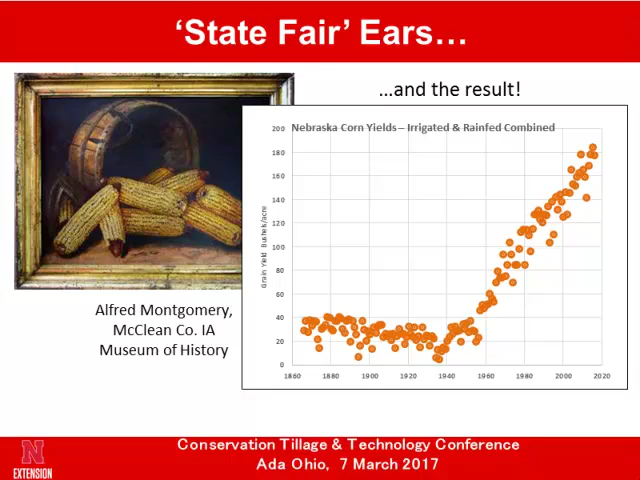 ‘State Fair’ Ears…
…and the result!
Nebraska Corn Yields – Irrigated & Rainfed Combined
Grain Yield Bushels/acre
200
180
160
140
120
100
80
60
40
20
0
1860 1880 1900 1920 1940 1960 1980 2000 2020
Alfred Montgomery,
McClean Co. IA
Museum of History
N
EXTENSION
Conservation Tillage & Technology Conference
Ada Ohio, 7 March 2017